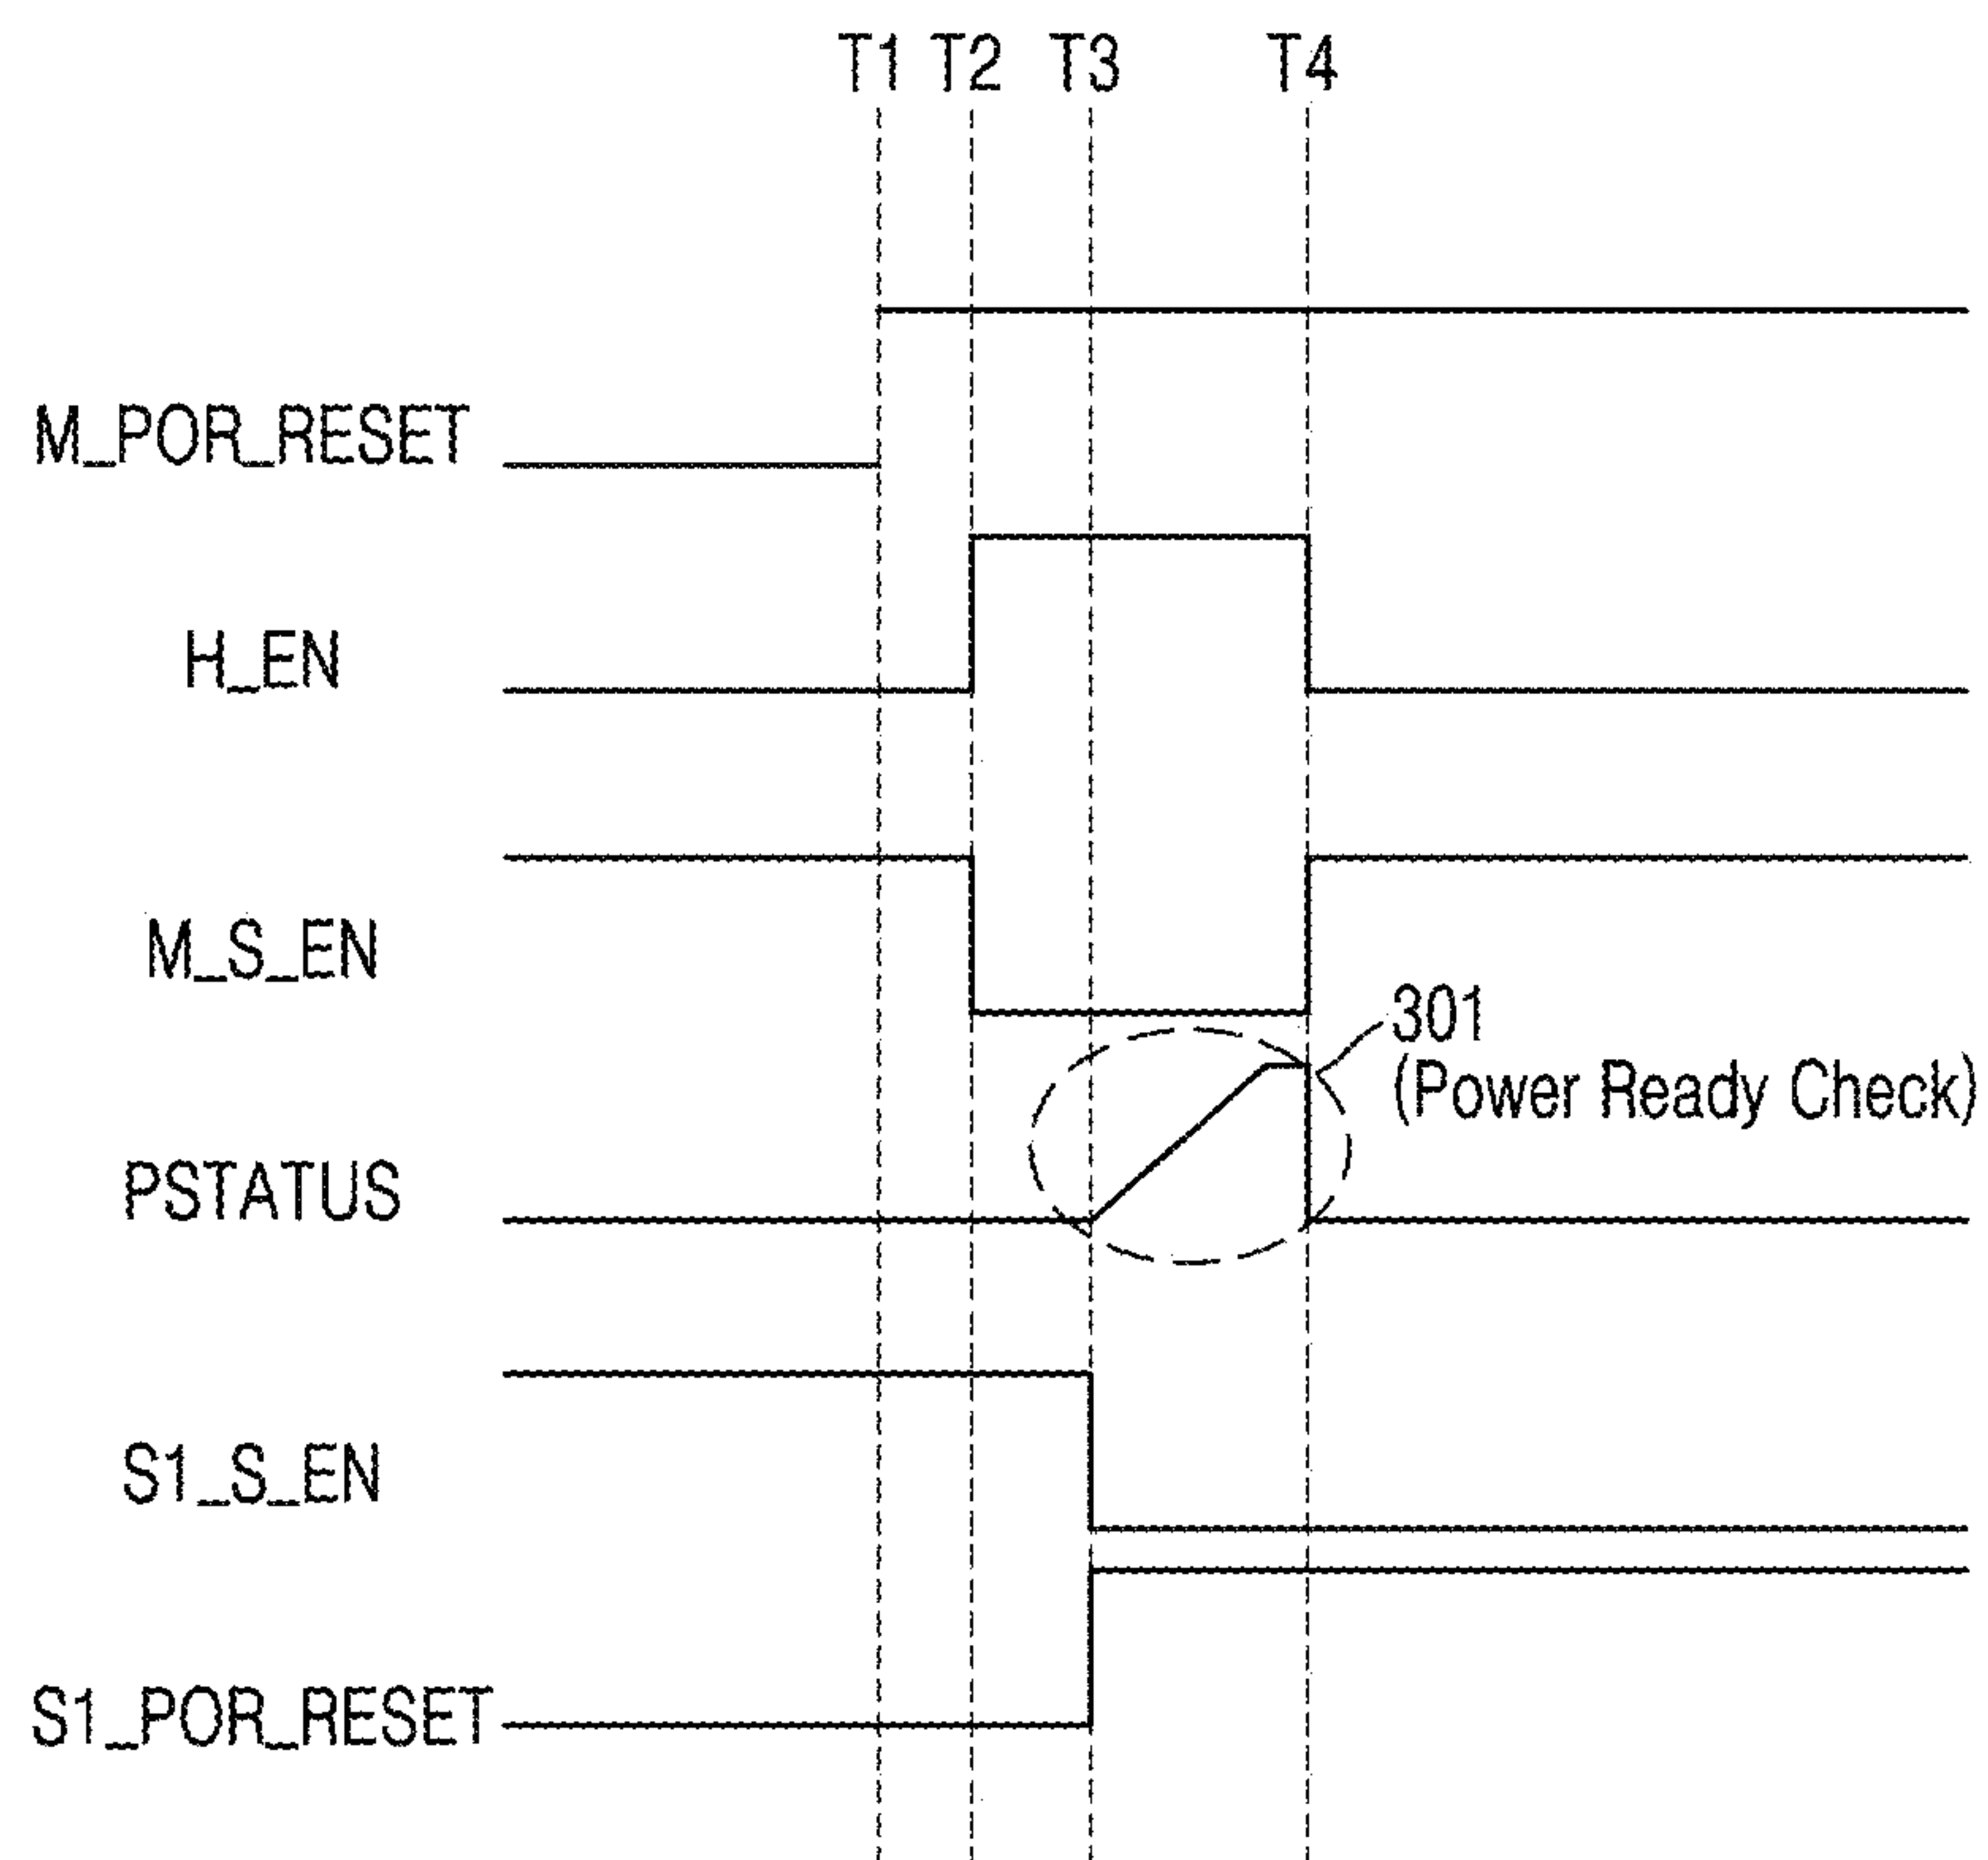 T1 T2 T3 T4
M_POR_RESET
H_EN
M_S_EN
301
(Power Ready Check)
PSTATUS
S1_S_EN
S1_POR_RESET